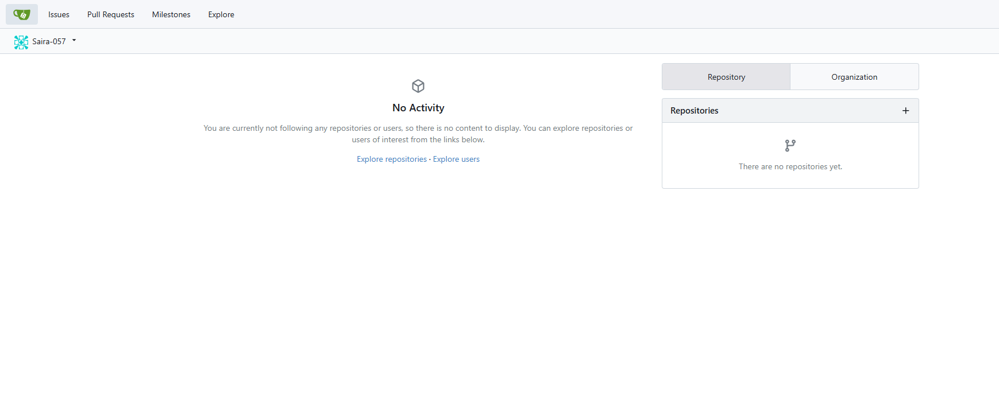 Issues Pull Requests Milestones Explore
Saira-057
Repository Organization
Repositories
No Activity
You are currently not following any repositories or users, so there is no content to display. You can explore repositories or
users of interest from the links below.
Explore repositories · Explore users
There are no repositories yet.